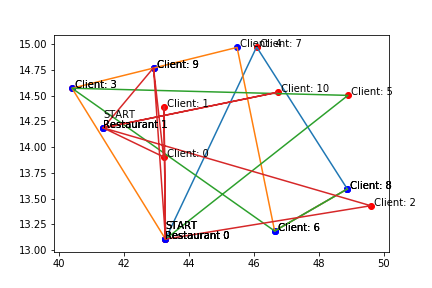 15.00
14.75
14.50
14.25
14.00
13.75
13.50
13.25
13.00
40
42
44
46
48
50
Client: 4
Client: 7
Client: 9
Client: 3
Client: 10
Client: 5
Client: 1
START
Restaurant 1
Client: 0
Client: 8
Client: 2
START
Restaurant 0
Client: 6